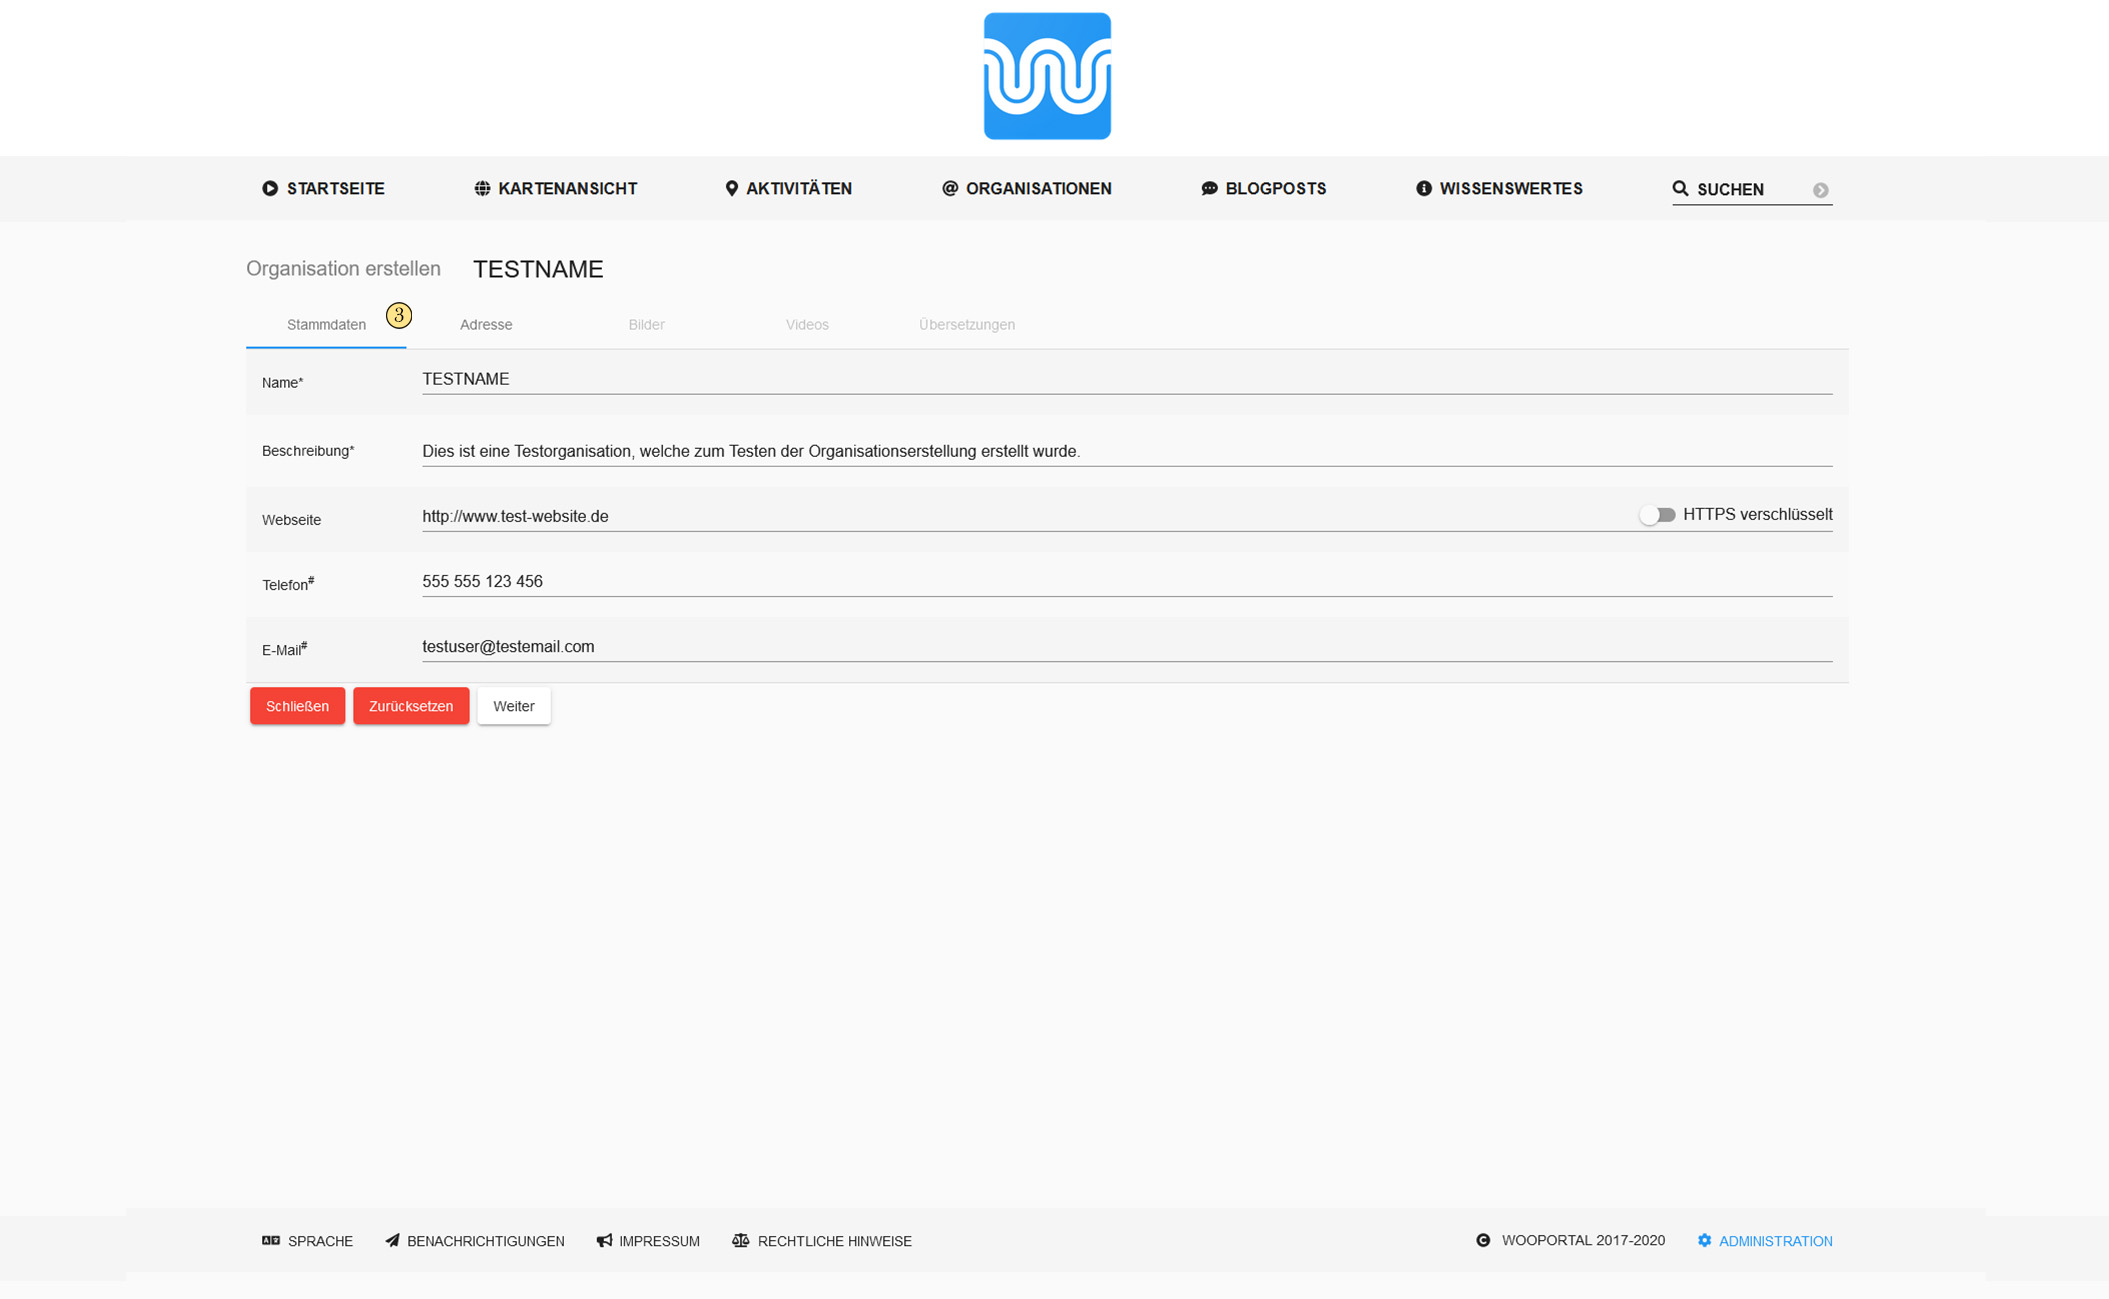 STARTSEITE KARTENANSICHT AKTIVITÄTEN ORGANISATIONEN BLOGPOSTS WISSENSWERTES SUCHEN
Organisation erstellen TESTNAME
Stammdaten 3 Adresse Bilder Videos Übersetzungen
Name* TESTNAME
Beschreibung* Dies ist eine Testorganisation, welche zum Testen der Organisationserstellung erstellt wurde.
Webseite http://www.test-website.de HTTPS verschlüsselt
Telefon# 555 555 123 456
E-Mail# testuser@testemail.com
Schließen Zurücksetzen Weiter
SPRACHE BENACHRICHTIGUNGEN IMPRESSUM RECHTLICHE HINWEISE WOOPORTAL 2017-2020 ADMINISTRATION